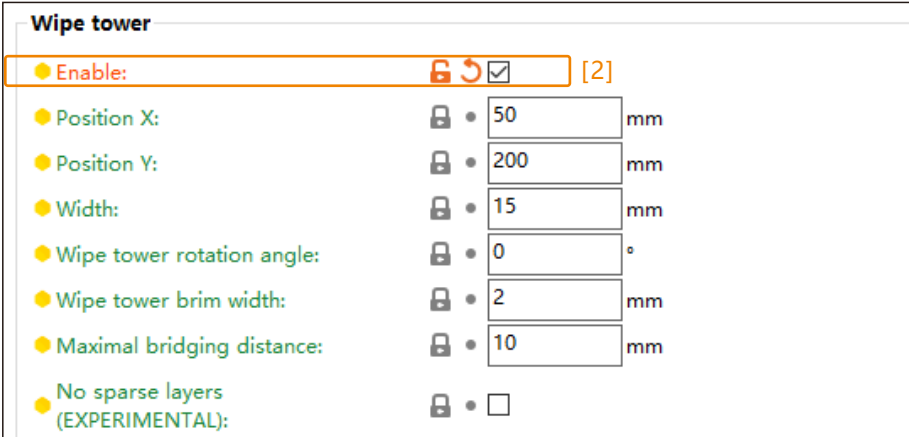 Wipe tower
Enable: [2]
Position X: 50 mm
Position Y: 200 mm
Width: 15 mm
Wipe tower rotation angle: 0 °
Wipe tower brim width: 2 mm
Maximal bridging distance: 10 mm
No sparse layers
(EXPERIMENTAL):